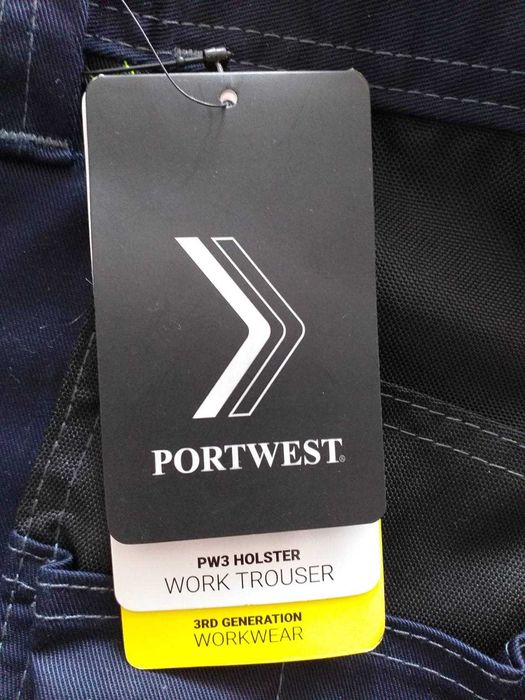 PORTWEST®
PW3 HOLSTER
WORK TROUSER
3RD GENERATION
WORKWEAR